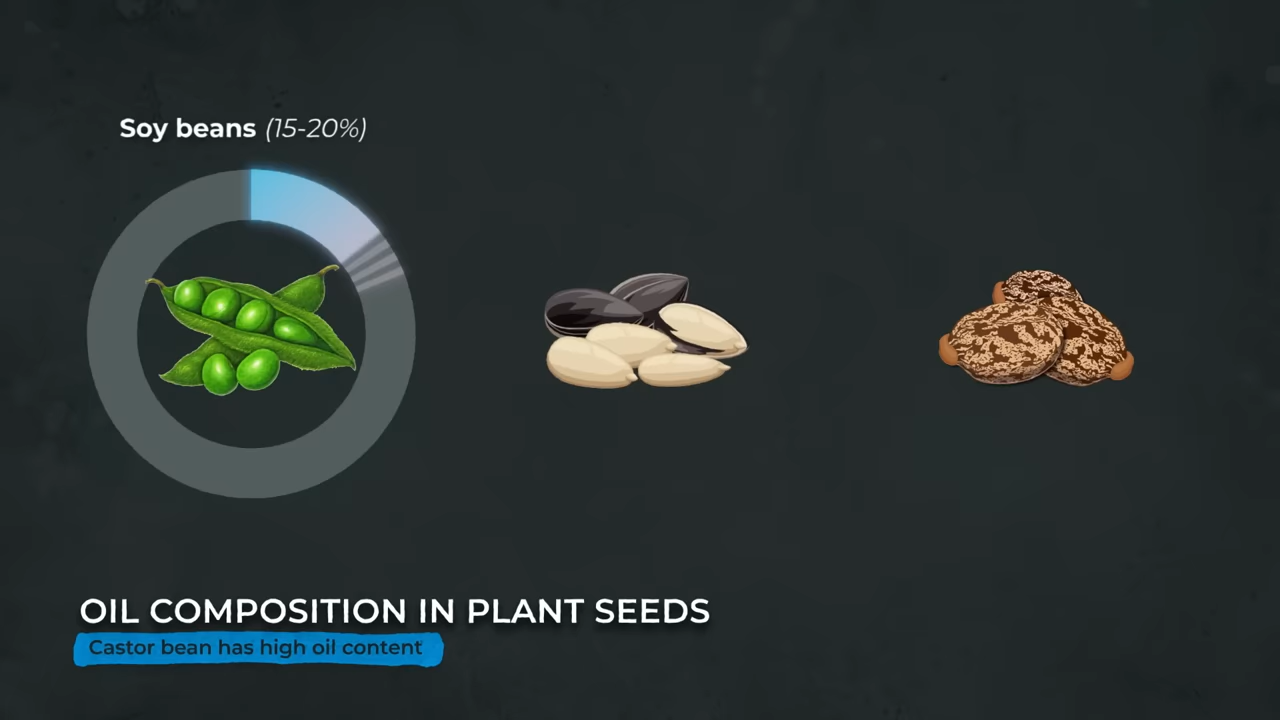 Soy beans (15-20%)
OIL COMPOSITION IN PLANT SEEDS
Castor bean has high oil content